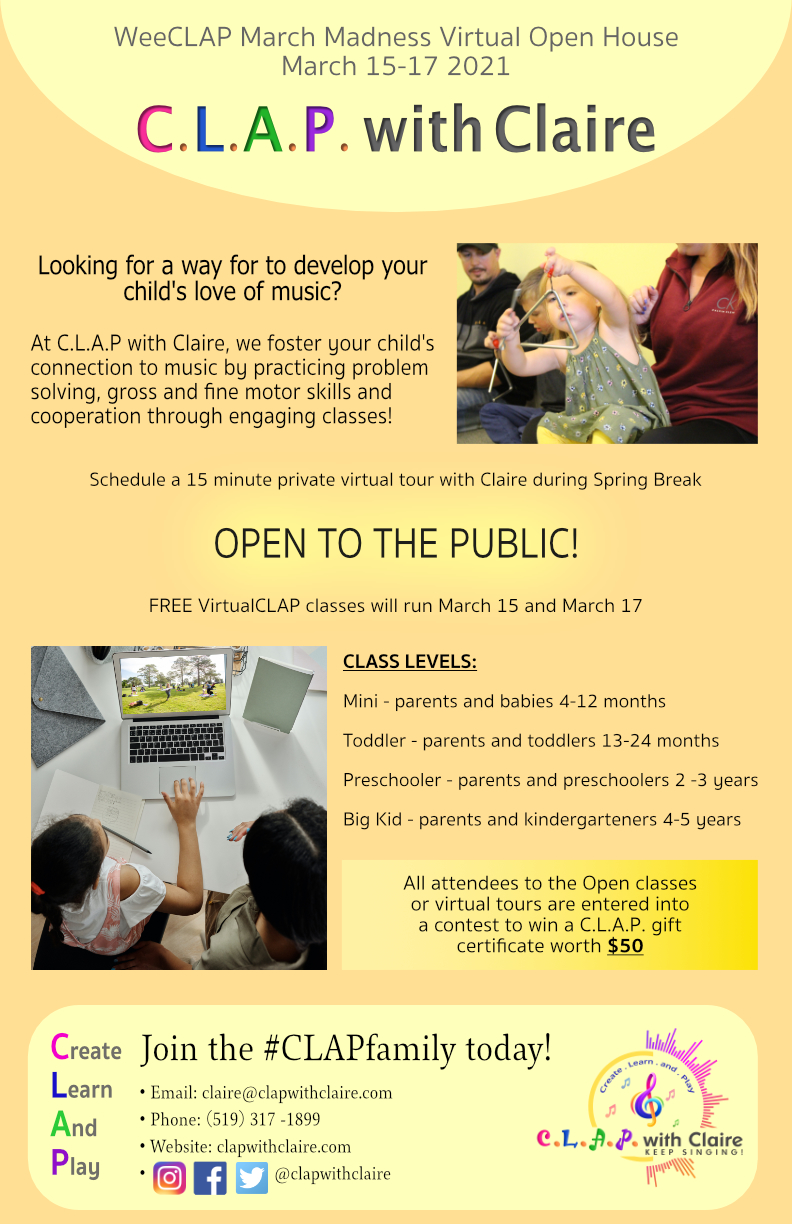 WeeCLAP March Madness Virtual Open House
March 15-17 2021
C.L.A.P. with Claire
Looking for a way for to develop your
child's love of music?
At C.L.A.P with Claire, we foster your child's
connection to music by practicing problem
solving, gross and fine motor skills and
cooperation through engaging classes!
ck
Schedule a 15 minute private virtual tour with Claire during Spring Break
OPEN TO THE PUBLIC!
FREE VirtualCLAP classes will run March 15 and March 17
CLASS LEVELS:
Mini - parents and babies 4-12 months
Toddler - parents and toddlers 13-24 months
Preschooler - parents and preschoolers 2 -3 years
Big Kid - parents and kindergarteners 4-5 years
All attendees to the Open classes
or virtual tours are entered into
a contest to win a C.L.A.P. gift
certificate worth $50
Create
Learn
And
Play
Join the #CLAPfamily today!
• Email: claire@clapwithclaire.com
• Phone: (519) 317 -1899
• Website: clapwithclaire.com
• @clapwithclaire
Create . Learn . and . Play
C.L.A.P. with Claire
KEEP SINGING!